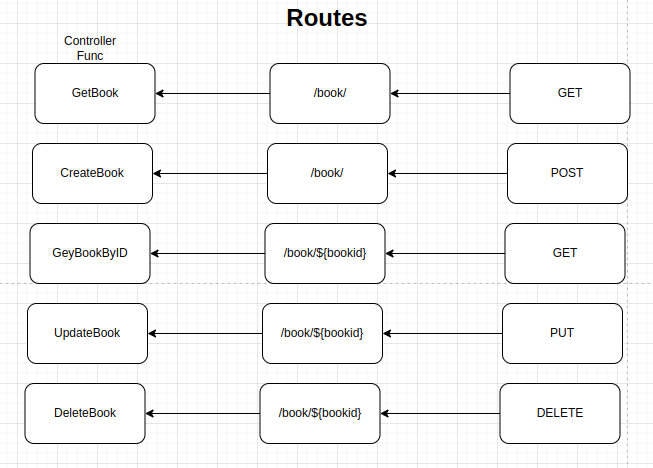 Routes
Controller
Func
GetBook
/book/
GET
CreateBook
/book/
POST
GeyBookByID
/book/${bookid}
GET
UpdateBook
/book/${bookid}
PUT
DeleteBook
/book/${bookid}
DELETE